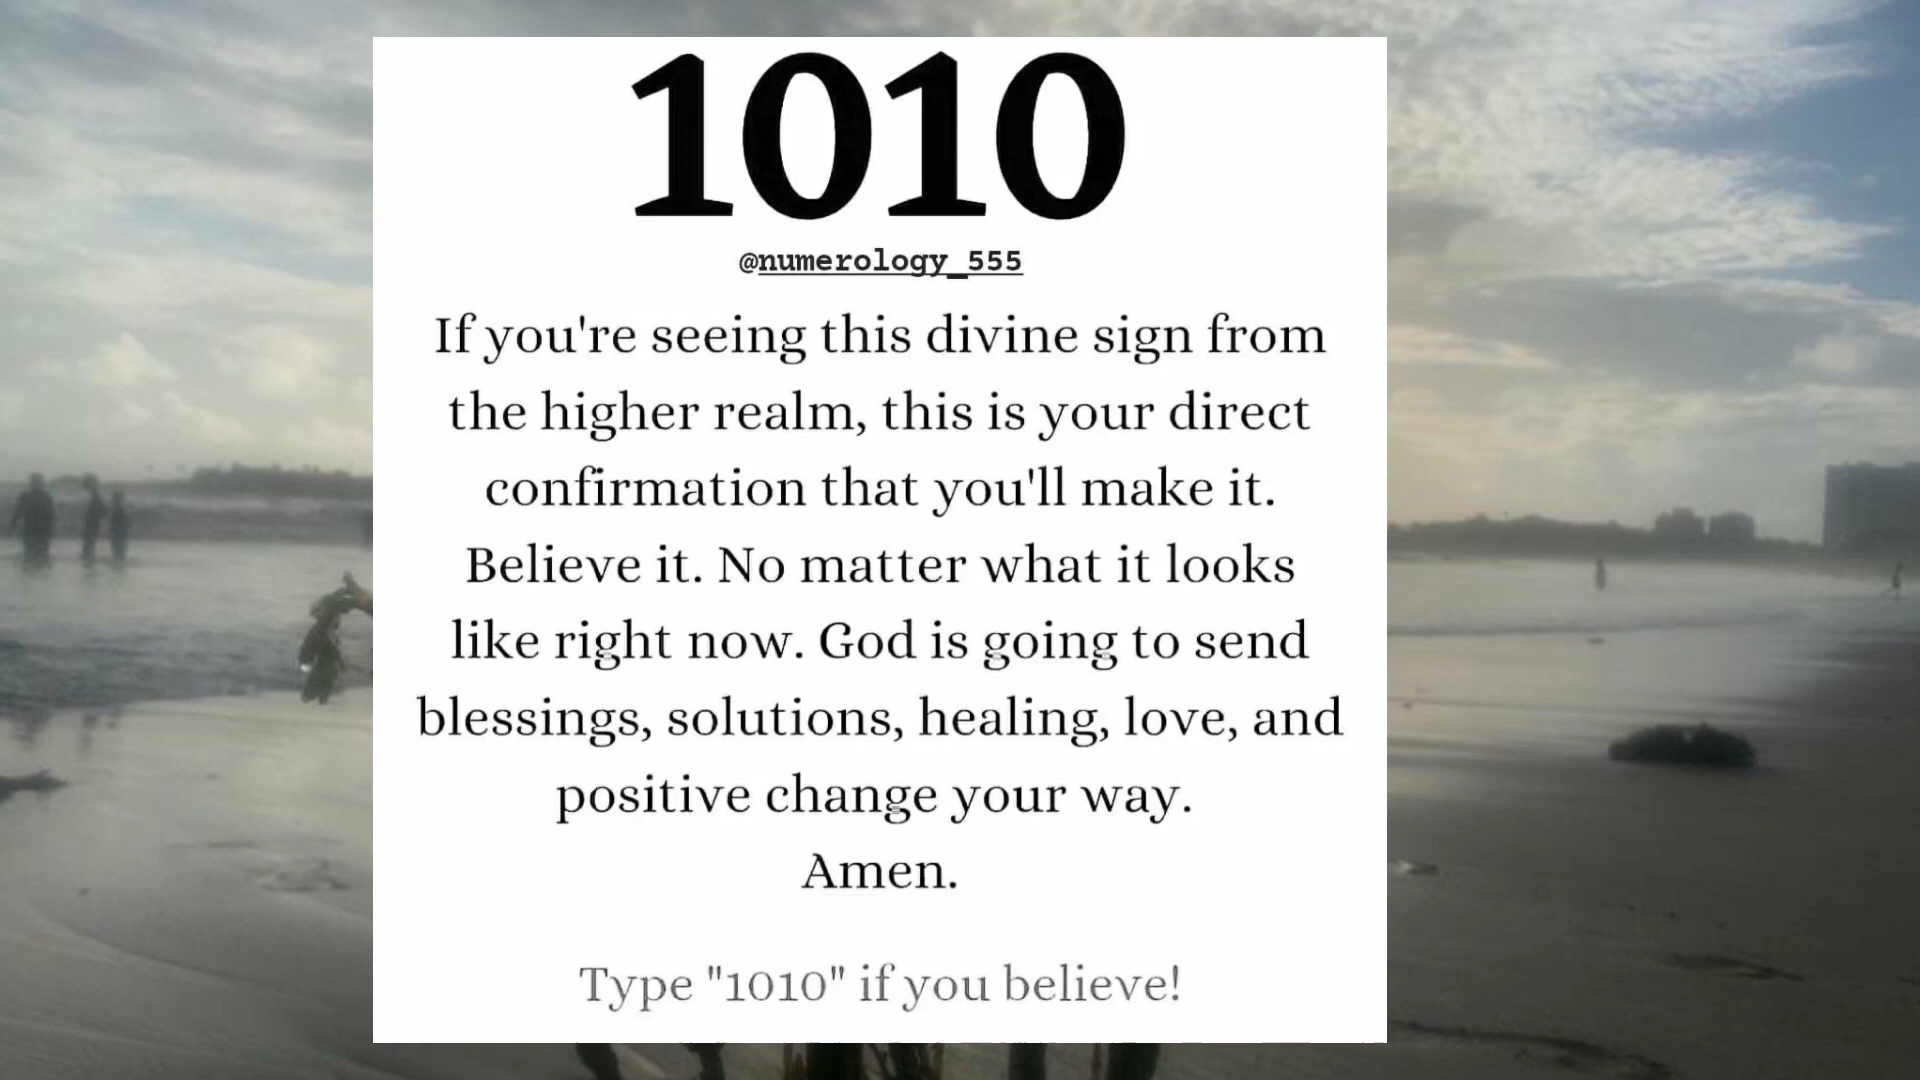 1010
@numerology_555
If you're seeing this divine sign from
the higher realm, this is your direct
confirmation that you'll make it.
Believe it. No matter what it looks
like right now. God is going to send
blessings, solutions, healing, love, and
positive change your way.
Amen.
Type "1010" if you believe!